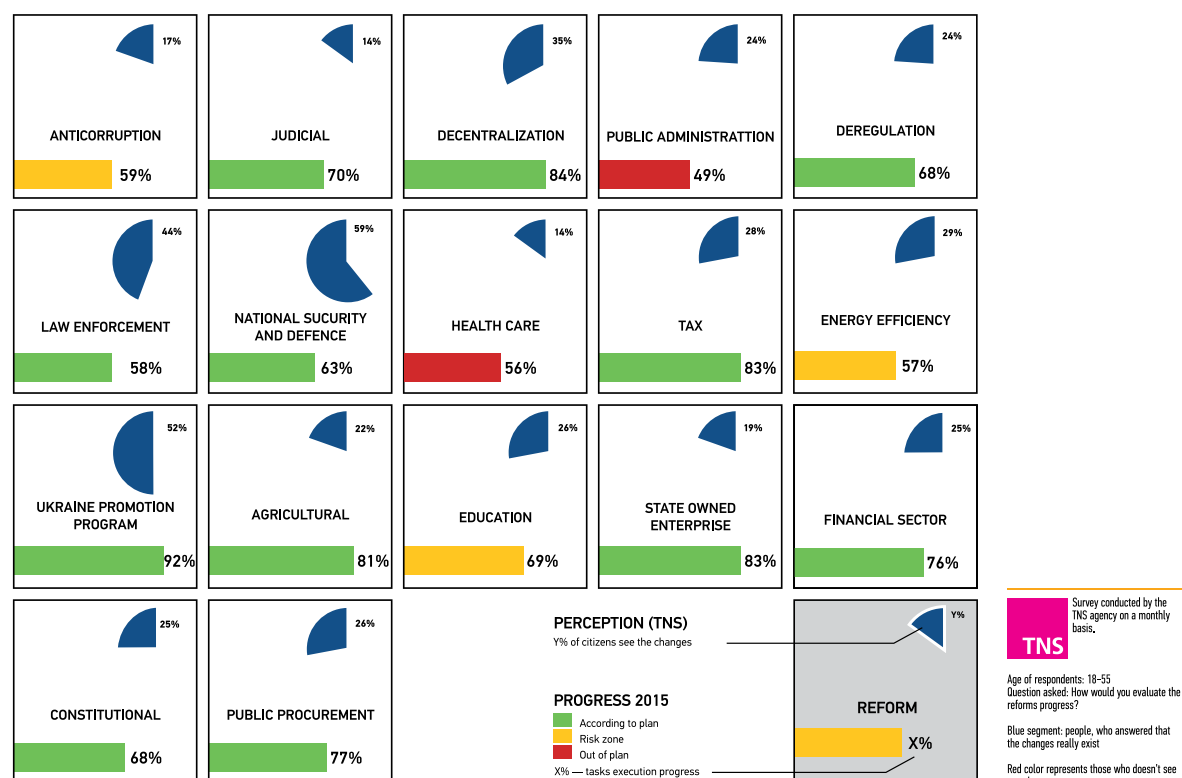 17%
ANTICORRUPTION
59%
14%
JUDICIAL
70%
35%
DECENTRALIZATION
84%
24%
PUBLIC ADMINISTRATTION
49%
24%
DEREGULATION
68%
44%
LAW ENFORCEMENT
58%
59%
NATIONAL SUCURITY
AND DEFENCE
63%
14%
HEALTH CARE
56%
28%
TAX
83%
29%
ENERGY EFFICIENCY
57%
52%
UKRAINE PROMOTION
PROGRAM
92%
22%
AGRICULTURAL
81%
26%
EDUCATION
69%
19%
STATE OWNED
ENTERPRISE
83%
25%
FINANCIAL SECTOR
76%
25%
CONSTITUTIONAL
68%
26%
PUBLIC PROCUREMENT
77%
PERCEPTION (TNS)
Y% of citizens see the changes
PROGRESS 2015
According to plan
Risk zone
Out of plan
X% — tasks execution progress
Y%
REFORM
X%
TNS
Survey conducted by the
TNS agency on a monthly
basis.
Age of respondents: 18-55
Question asked: How would you evaluate the
reforms progress?
Blue segment: people, who answered that
the changes really exist
Red color represents those who doesn't see